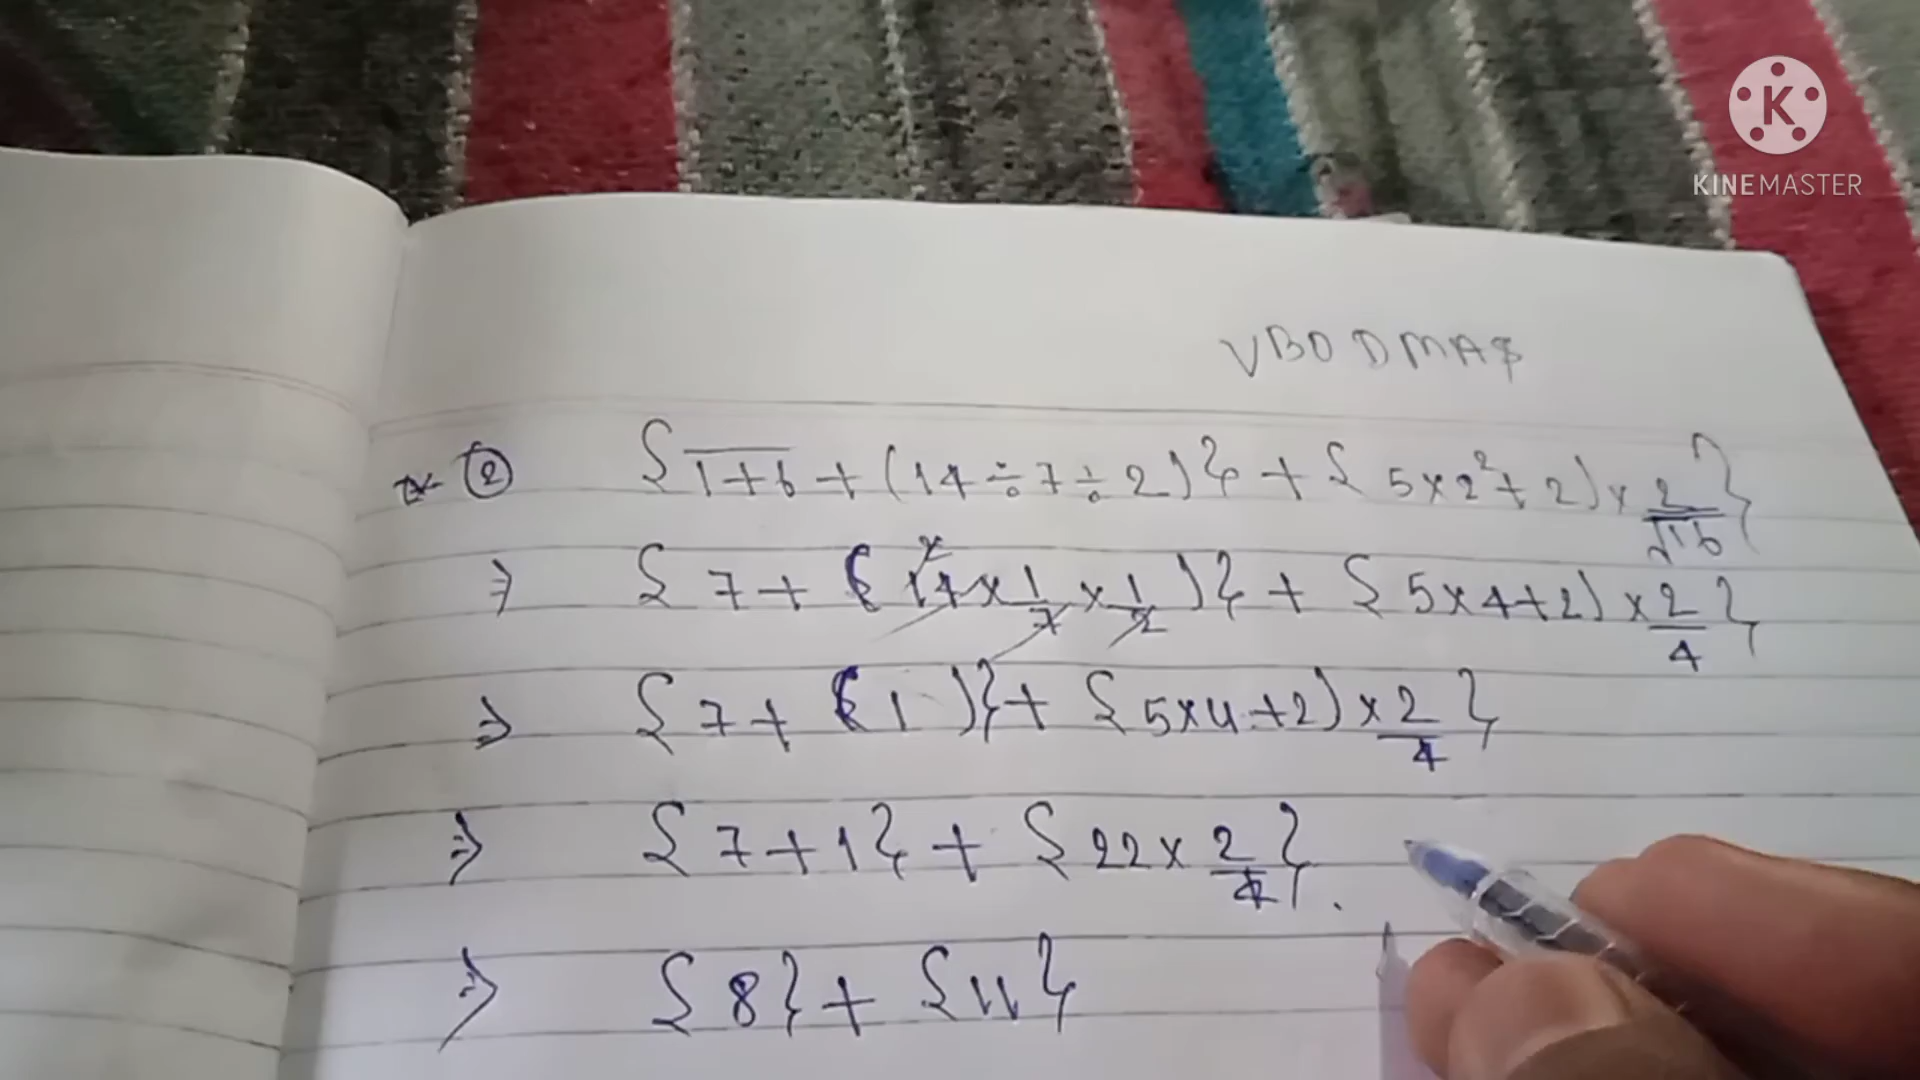 KINEMASTER
VBODMAS
② { 1+6 + (14÷7÷2)} + { 5×2²+2) × 2/√16 }
⇒ { 7 + ( 14 × 1/7 × 1/2 )} + { 5×4+2) × 2/4 }
⇒ { 7 + ( 1 )} + { 5×4+2) × 2/4 }
⇒ { 7+1} + { 22 × 2/4 }
⇒ { 8} + { 11 }